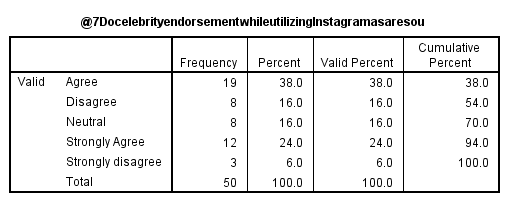 @7DocelebrityendorsementwhileutilizingInstagramasaresou
Frequency Percent Valid Percent Cumulative Percent
Valid Agree 19 38.0 38.0 38.0
Disagree 8 16.0 16.0 54.0
Neutral 8 16.0 16.0 70.0
Strongly Agree 12 24.0 24.0 94.0
Strongly disagree 3 6.0 6.0 100.0
Total 50 100.0 100.0